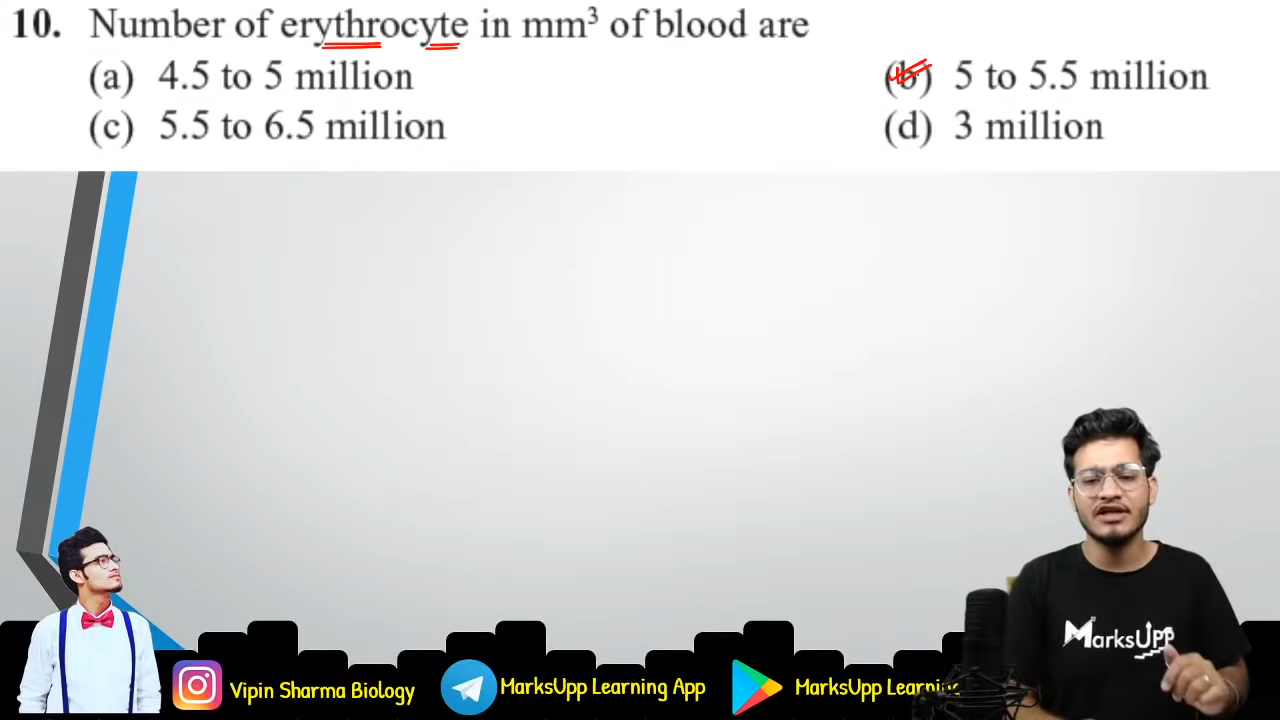 10. Number of erythrocyte in mm³ of blood are
(a) 4.5 to 5 million
(b) 5 to 5.5 million
(c) 5.5 to 6.5 million
(d) 3 million
MarksUpp
Vipin Sharma Biology
MarksUpp Learning App
MarksUpp Learning